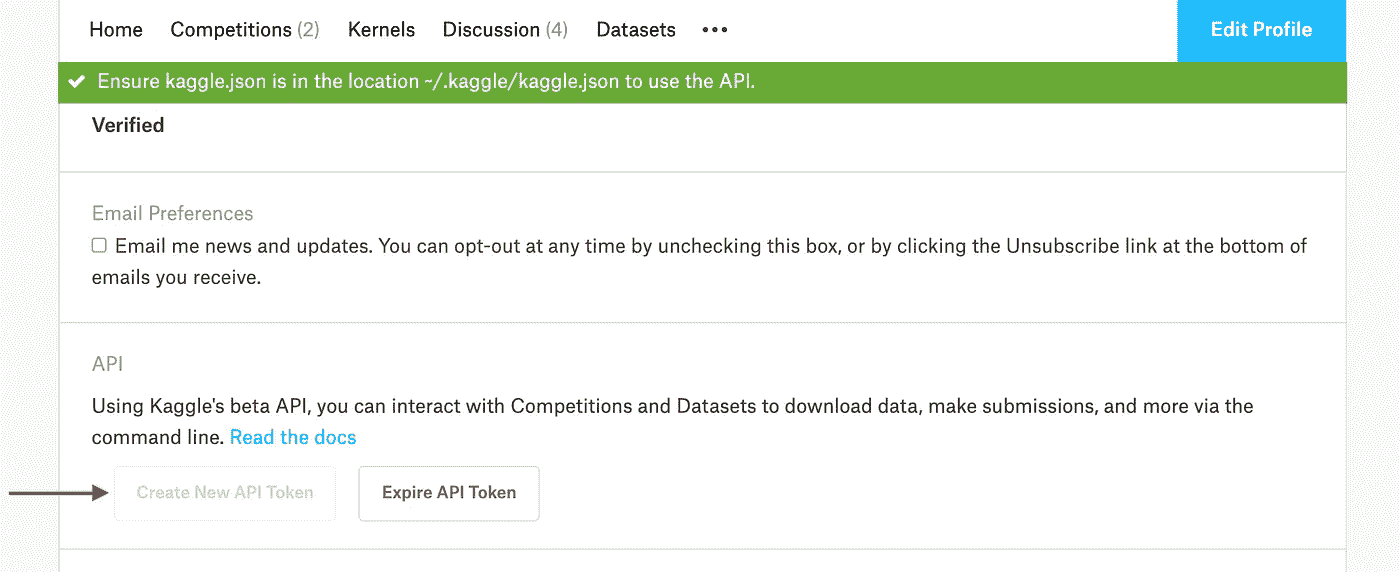 Home Competitions (2) Kernels Discussion (4) Datasets ••• Edit Profile
Ensure kaggle.json is in the location ~/.kaggle/kaggle.json to use the API.
Verified
Email Preferences
Email me news and updates. You can opt-out at any time by unchecking this box, or by clicking the Unsubscribe link at the bottom of
emails you receive.
API
Using Kaggle's beta API, you can interact with Competitions and Datasets to download data, make submissions, and more via the
command line. Read the docs
Create New API Token Expire API Token